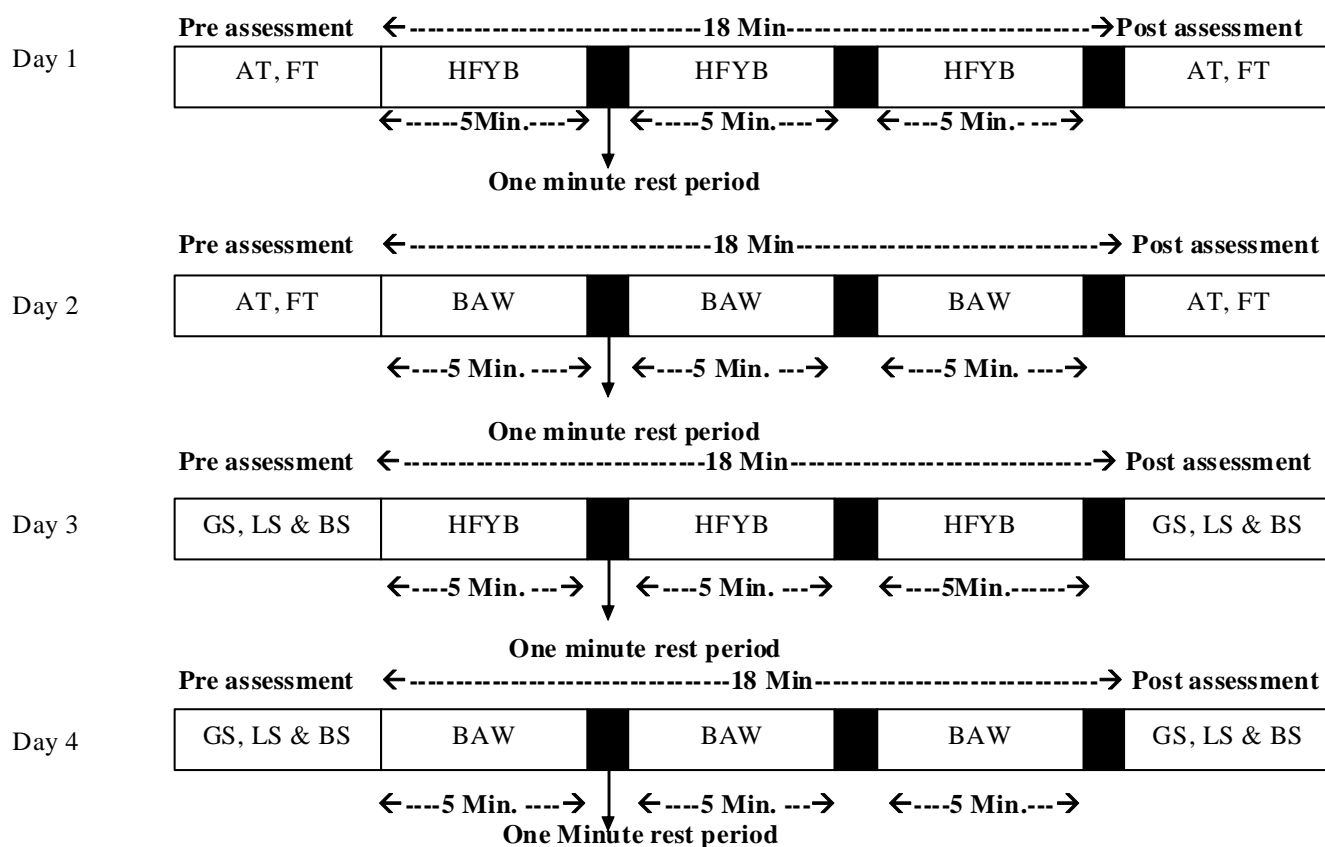 Pre assessment ←--------------------------------18 Min---------------------------------→Post assessment
Day 1
AT, FT HFYB HFYB HFYB AT, FT
←------5Min.----→ ←----5 Min.----→ ←----5 Min.- ---→
One minute rest period
Pre assessment ←--------------------------------18 Min---------------------------------→ Post assessment
Day 2
AT, FT BAW BAW BAW AT, FT
←----5 Min. ----→ ←----5 Min. ----→ ←----5 Min. ----→
One minute rest period
Pre assessment ←--------------------------------18 Min---------------------------------→ Post assessment
Day 3
GS, LS & BS HFYB HFYB HFYB GS, LS & BS
←----5 Min. ---→ ←----5 Min. ---→ ←----5Min.------→
One minute rest period
Pre assessment ←----------------------------------18 Min--------------------------------→ Post assessment
Day 4
GS, LS & BS BAW BAW BAW GS, LS & BS
←----5 Min. ----→ ←----5 Min. ---→ ←----5 Min.---→
One Minute rest period